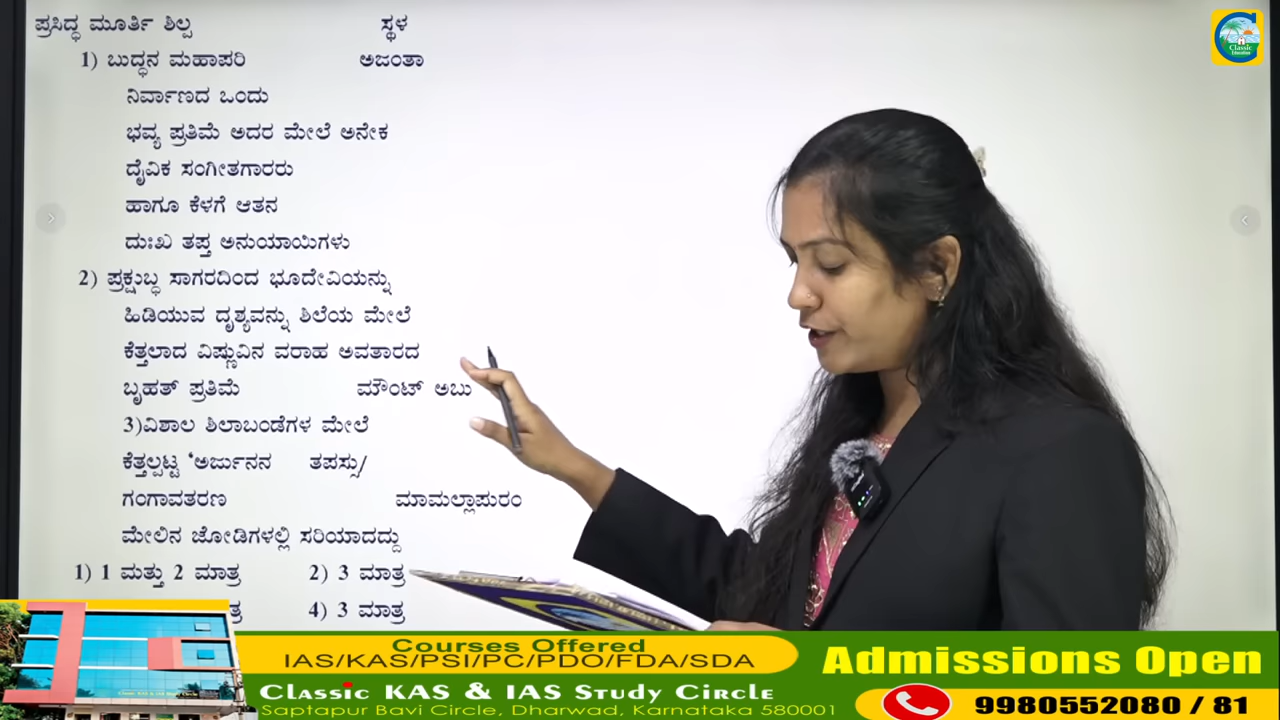 ಪ್ರಸಿದ್ಧ ಮೂರ್ತಿ ಶಿಲ್ಪ ಸ್ಥಳ
1) ಬುದ್ಧನ ಮಹಾಪರಿ ಅಜಂತಾ
ನಿರ್ವಾಣದ ಒಂದು
ಭವ್ಯ ಪ್ರತಿಮೆ ಅದರ ಮೇಲೆ ಅನೇಕ
ದೈವಿಕ ಸಂಗೀತಗಾರರು
ಹಾಗೂ ಕೆಳಗೆ ಆತನ
ದುಃಖ ತಪ್ತ ಅನುಯಾಯಿಗಳು
2) ಪ್ರಕ್ಷುಬ್ಧ ಸಾಗರದಿಂದ ಭೂದೇವಿಯನ್ನು
ಹಿಡಿಯುವ ದೃಶ್ಯವನ್ನು ಶಿಲೆಯ ಮೇಲೆ
ಕೆತ್ತಲಾದ ವಿಷ್ಣುವಿನ ವರಾಹ ಅವತಾರದ
ಬೃಹತ್ ಪ್ರತಿಮೆ ಮೌಂಟ್ ಅಬು
3)ವಿಶಾಲ ಶಿಲಾಬಂಡೆಗಳ ಮೇಲೆ
ಕೆತ್ತಲ್ಪಟ್ಟ 'ಅರ್ಜುನನ ತಪಸ್ಸು/
ಗಂಗಾವತರಣ ಮಾಮಲ್ಲಾಪುರಂ
ಮೇಲಿನ ಜೋಡಿಗಳಲ್ಲಿ ಸರಿಯಾದದ್ದು
1) 1 ಮತ್ತು 2 ಮಾತ್ರ 2) 3 ಮಾತ್ರ
4) 3 ಮಾತ್ರ
Classic
Education
Courses Offered
IAS/KAS/PSI/PC/PDO/FDA/SDA
Classic KAS & IAS Study Circle
Saptapur Bavi Circle, Dharwad, Karnataka 580001
Admissions Open
9980552080 / 81